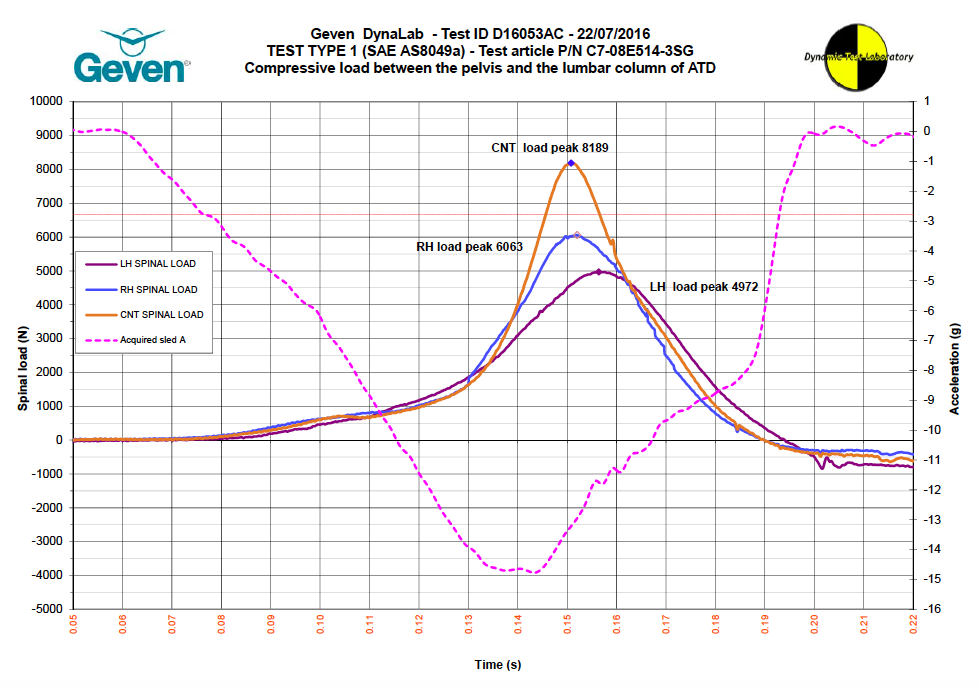 Geven DynaLab - Test ID D16053AC - 22/07/2016
TEST TYPE 1 (SAE AS8049a) - Test article P/N C7-08E514-3SG
Compressive load between the pelvis and the lumbar column of ATD
Geven®
Dynamic Test Laboratory
10000
9000
8000
7000
6000
5000
4000
3000
2000
1000
0
-1000
-2000
-3000
-4000
-5000
Spinal load (N)
CNT load peak 8189
RH load peak 6063
LH load peak 4972
LH SPINAL LOAD
RH SPINAL LOAD
CNT SPINAL LOAD
Acquired sled A
1
0
-1
-2
-3
-4
-5
-6
-7
-8
-9
-10
-11
-12
-13
-14
-15
-16
Acceleration (g)
0.05 0.06 0.07 0.08 0.09 0.10 0.11 0.12 0.13 0.14 0.15 0.16 0.17 0.18 0.19 0.20 0.21 0.22
Time (s)